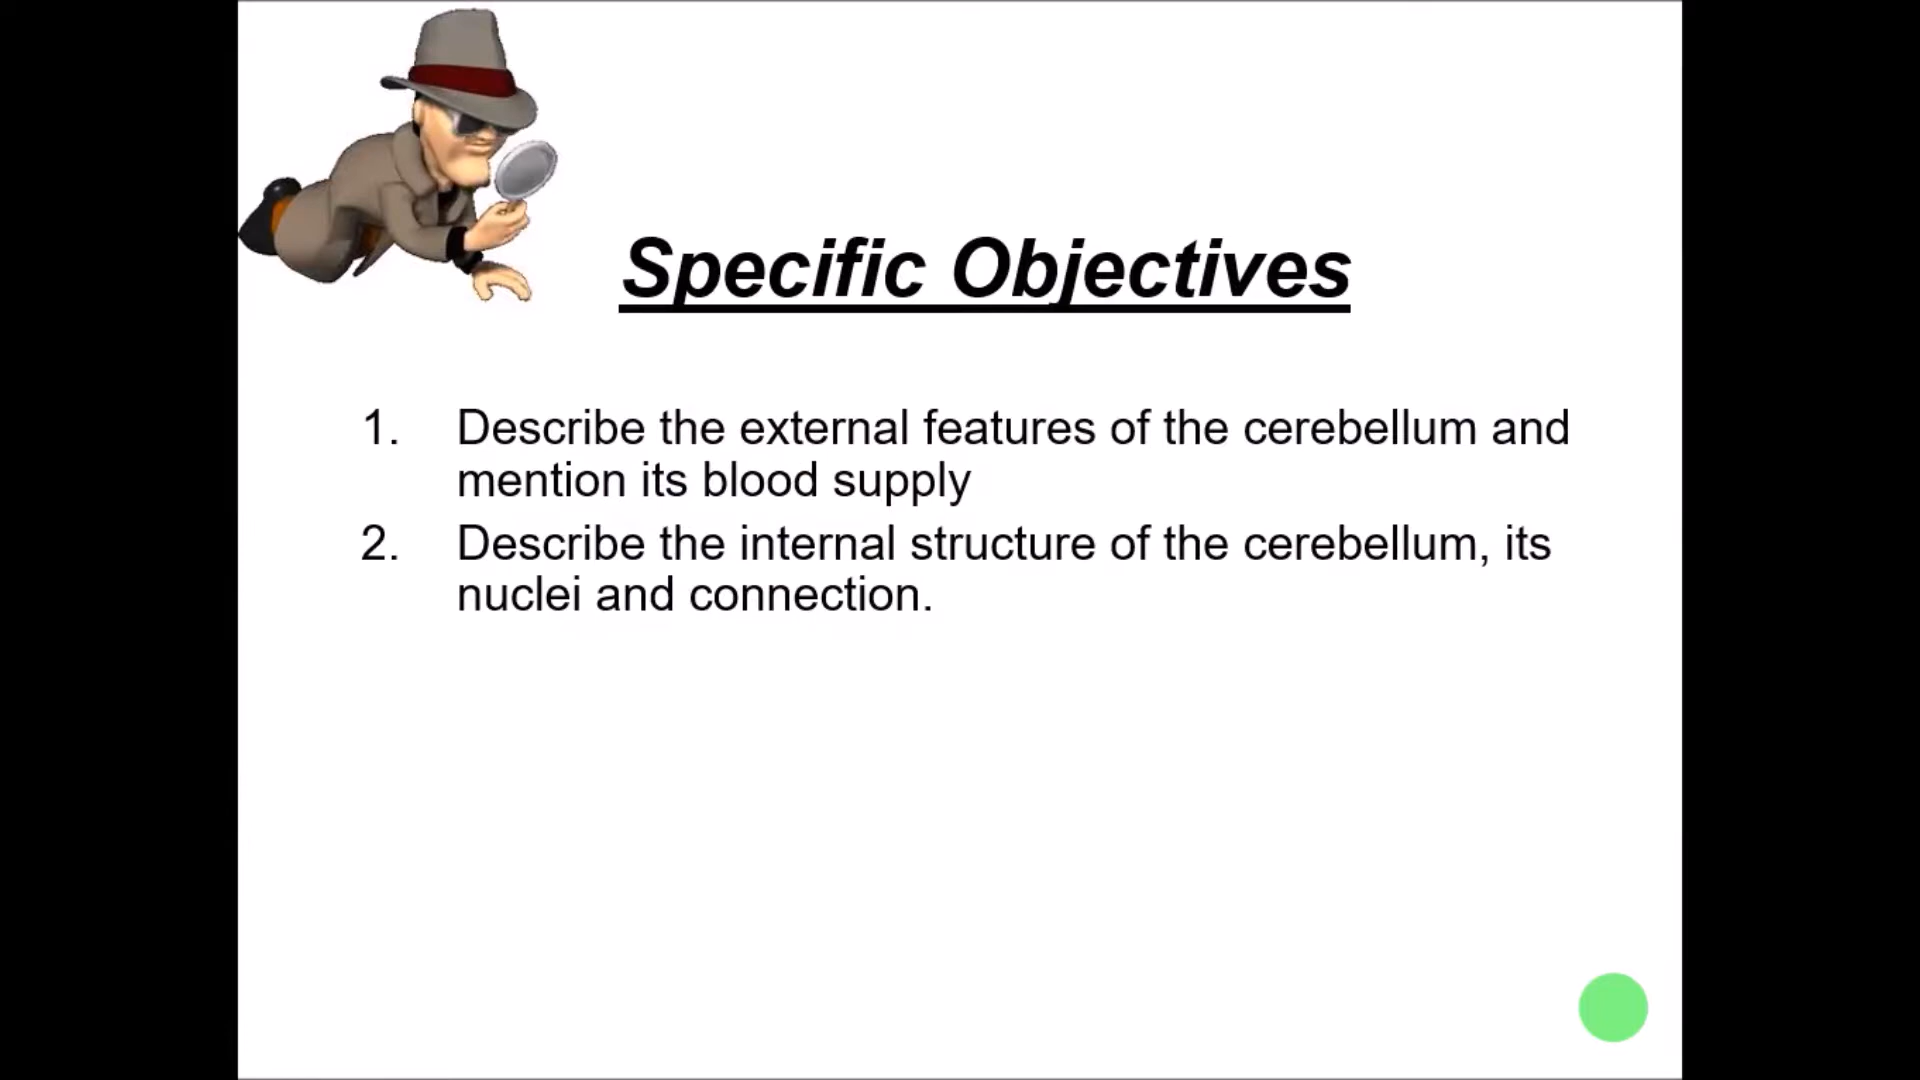 Specific Objectives
1. Describe the external features of the cerebellum and
mention its blood supply
2. Describe the internal structure of the cerebellum, its
nuclei and connection.